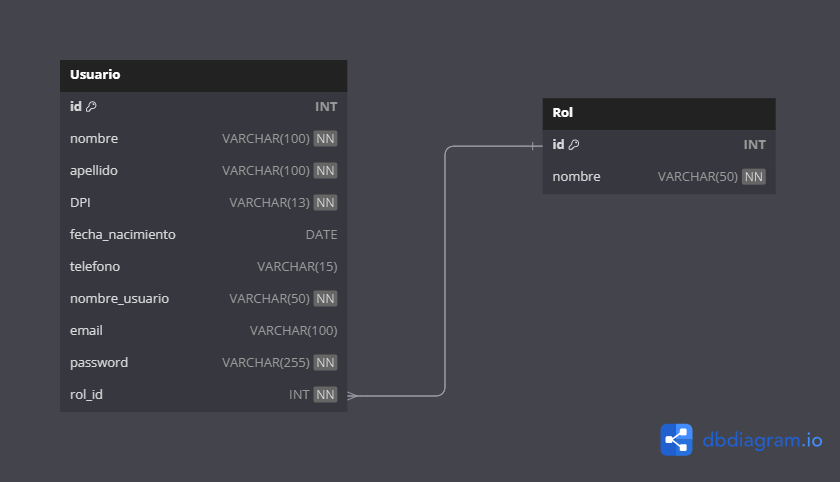 Usuario
id INT
nombre VARCHAR(100) NN
apellido VARCHAR(100) NN
DPI VARCHAR(13) NN
fecha_nacimiento DATE
telefono VARCHAR(15)
nombre_usuario VARCHAR(50) NN
email VARCHAR(100)
password VARCHAR(255) NN
rol_id INT NN
Rol
id INT
nombre VARCHAR(50) NN
dbdiagram.io